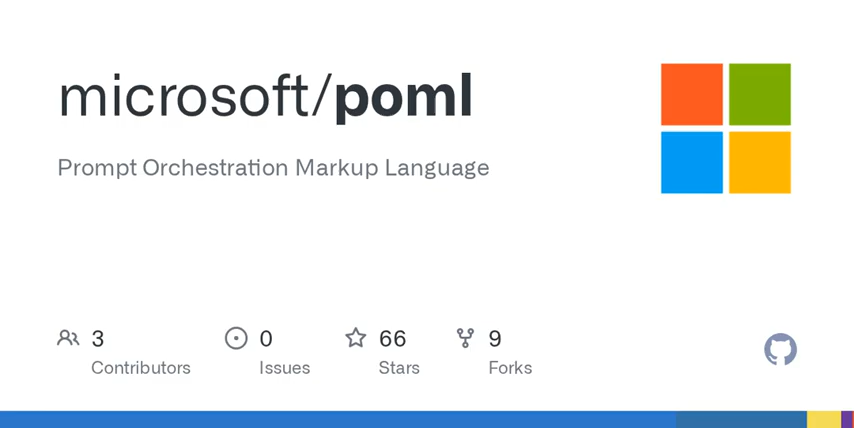 microsoft/poml
Prompt Orchestration Markup Language
3
Contributors
0
Issues
66
Stars
9
Forks